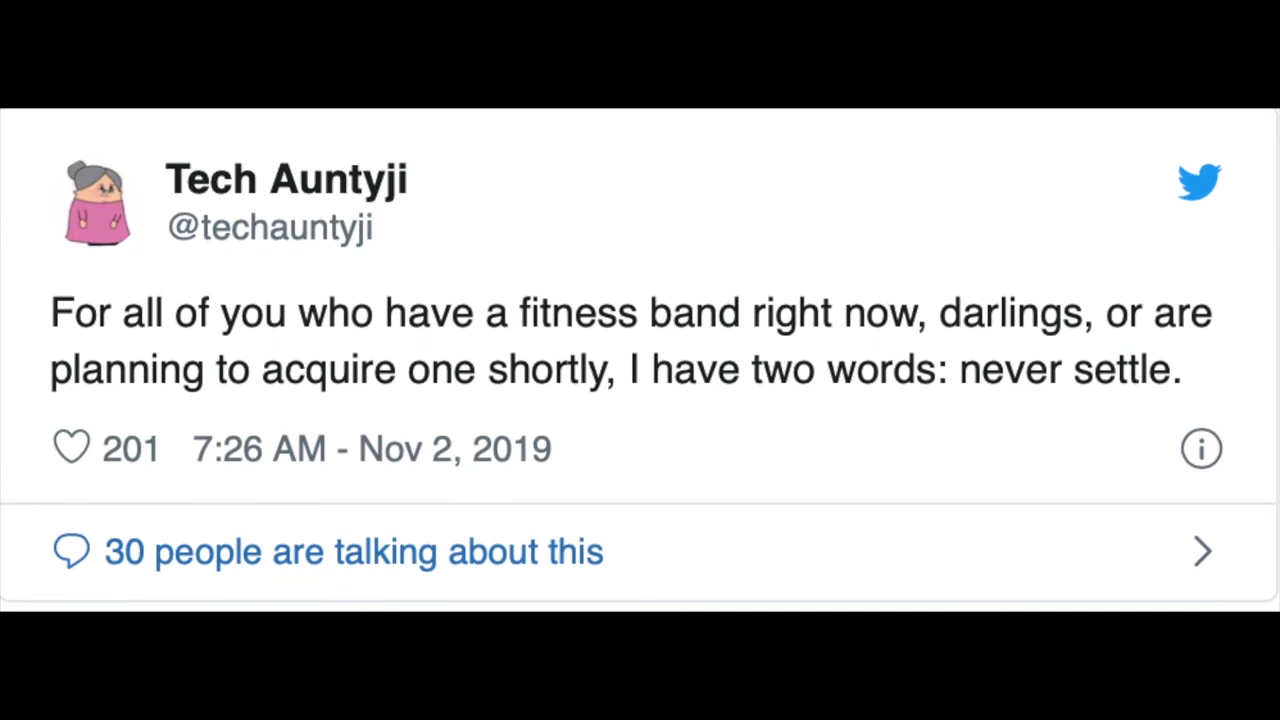 Tech Auntyji
@techauntyji
For all of you who have a fitness band right now, darlings, or are
planning to acquire one shortly, I have two words: never settle.
201 7:26 AM - Nov 2, 2019
30 people are talking about this